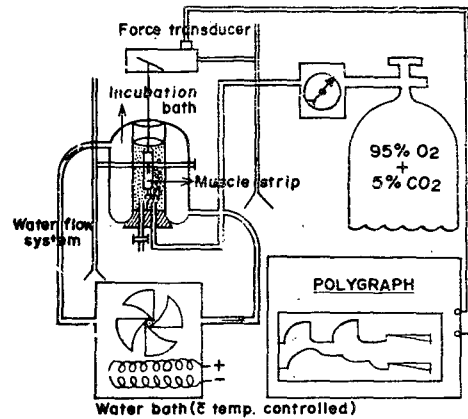 Force transducer
Incubation
bath
95% O2
+
5% CO2
Muscle strip
Water flow
system
POLYGRAPH
+
−
Water bath (c̄ temp. controlled)